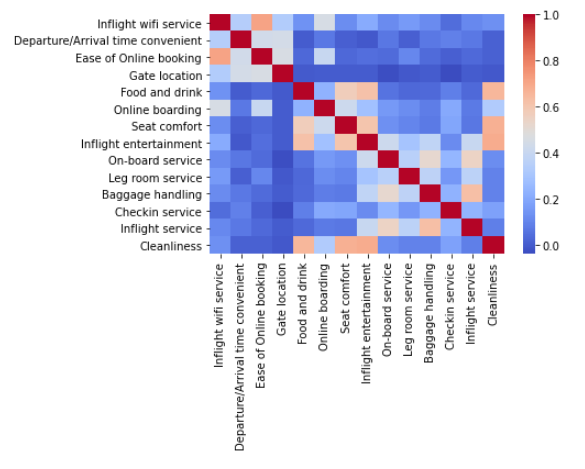 Inflight wifi service
Departure/Arrival time convenient
Ease of Online booking
Gate location
Food and drink
Online boarding
Seat comfort
Inflight entertainment
On-board service
Leg room service
Baggage handling
Checkin service
Inflight service
Cleanliness
1.0
0.8
0.6
0.4
0.2
0.0
Inflight wifi service
Departure/Arrival time convenient
Ease of Online booking
Gate location
Food and drink
Online boarding
Seat comfort
Inflight entertainment
On-board service
Leg room service
Baggage handling
Checkin service
Inflight service
Cleanliness